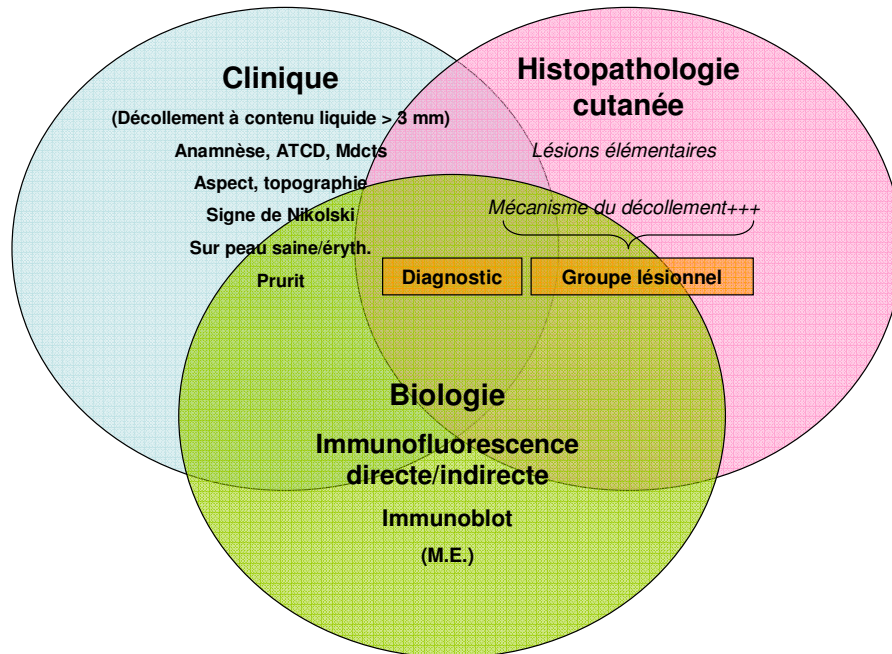 Clinique
(Décollement à contenu liquide > 3 mm)
Anamnèse, ATCD, Mdcts
Aspect, topographie
Signe de Nikolski
Sur peau saine/éryth.
Prurit
Histopathologie
cutanée
Lésions élémentaires
Mécanisme du décollement+++
Diagnostic
Groupe lésionnel
Biologie
Immunofluorescence
directe/indirecte
Immunoblot
(M.E.)